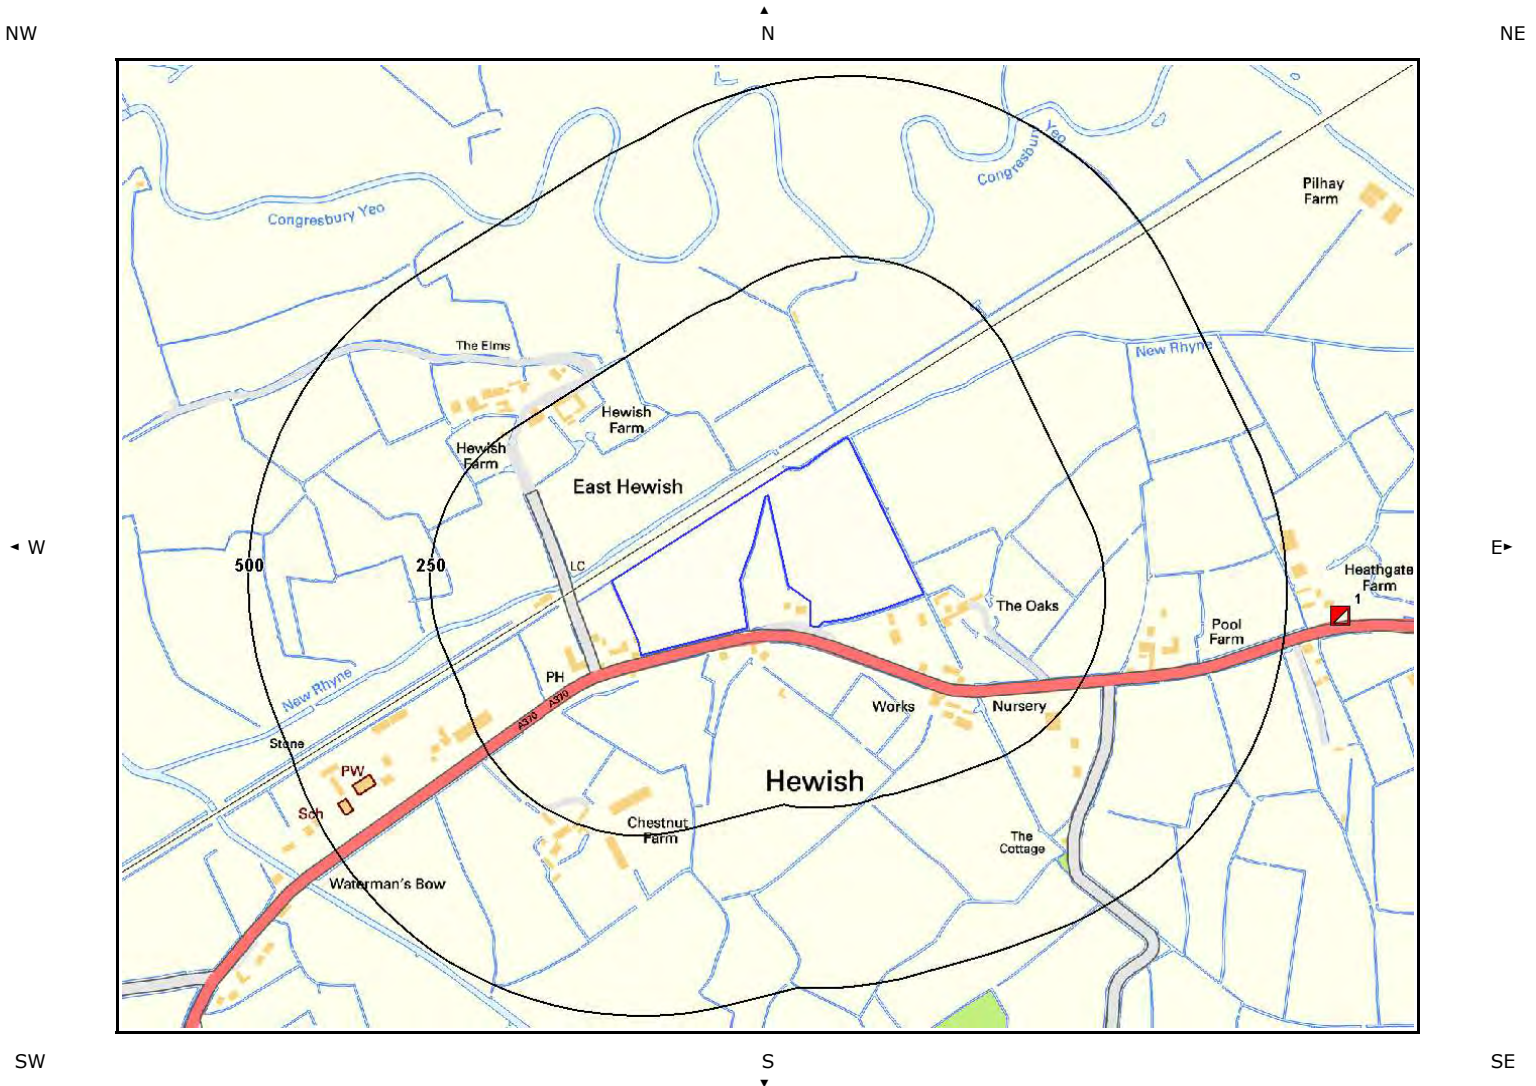 NW
N
NE
Congresbury Yeo
Congresbury Yeo
Pilhay
Farm
The Elms
New Rhyne
Hewish
Farm
Hewish
Farm
East Hewish
W
500
250
LC
E
Heathgate
Farm
1
The Oaks
Pool
Farm
PH
New Rhyne
A370
A370
Works
Nursery
Stone
PW
Hewish
Sch
Chestnut
Farm
The
Cottage
Waterman's Bow
SW
S
SE